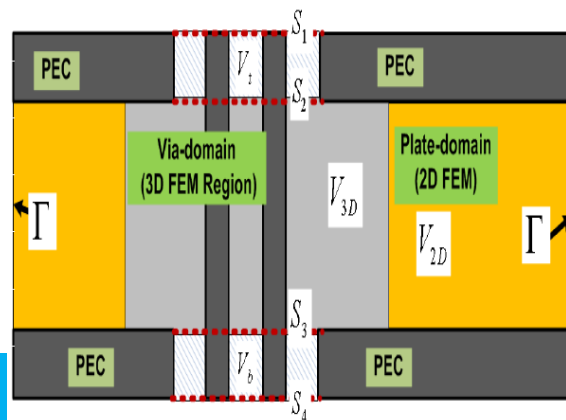 S1
PEC
Vt
PEC
S2
Via-domain
(3D FEM Region)
Plate-domain
(2D FEM)
V3D
Γ
V2D
Γ
S3
PEC
Vb
PEC
S4